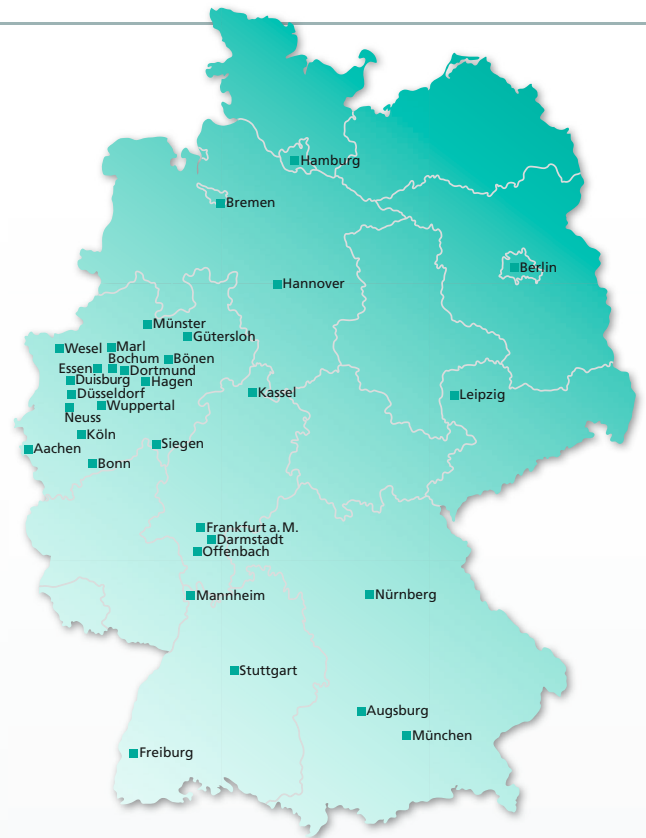 Hamburg
Bremen
Berlin
Hannover
Münster
Gütersloh
Wesel
Marl
Bochum
Bönen
Essen
Dortmund
Duisburg
Hagen
Düsseldorf
Wuppertal
Neuss
Kassel
Leipzig
Köln
Siegen
Aachen
Bonn
Frankfurt a. M.
Darmstadt
Offenbach
Mannheim
Nürnberg
Stuttgart
Augsburg
München
Freiburg